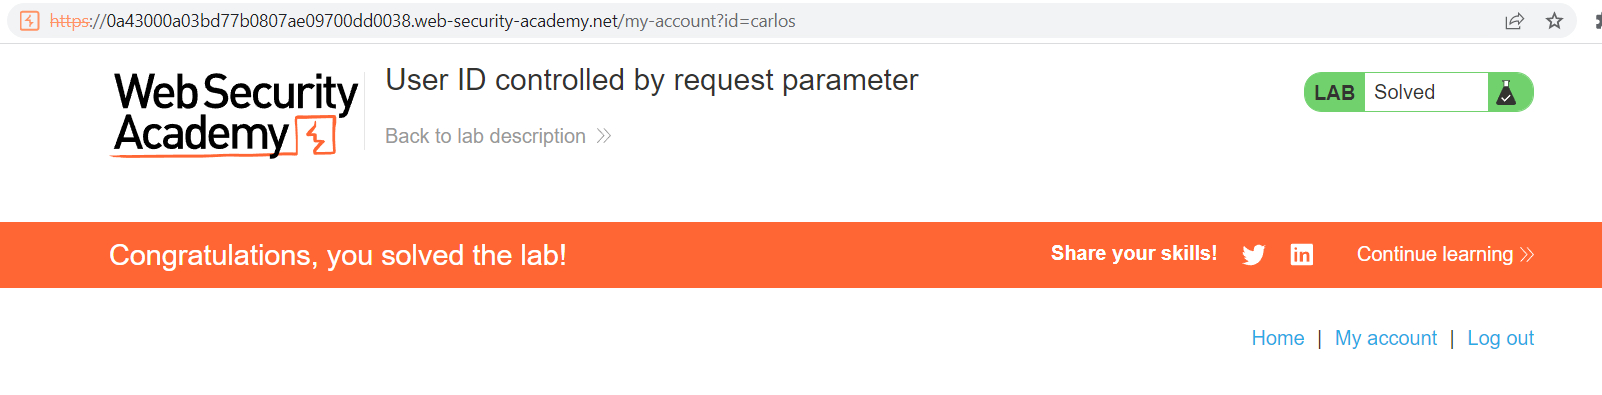 https://0a43000a03bd77b0807ae09700dd0038.web-security-academy.net/my-account?id=carlos
Web Security
Academy
User ID controlled by request parameter
Back to lab description
LAB Solved
Congratulations, you solved the lab!
Share your skills!
Continue learning
Home | My account | Log out